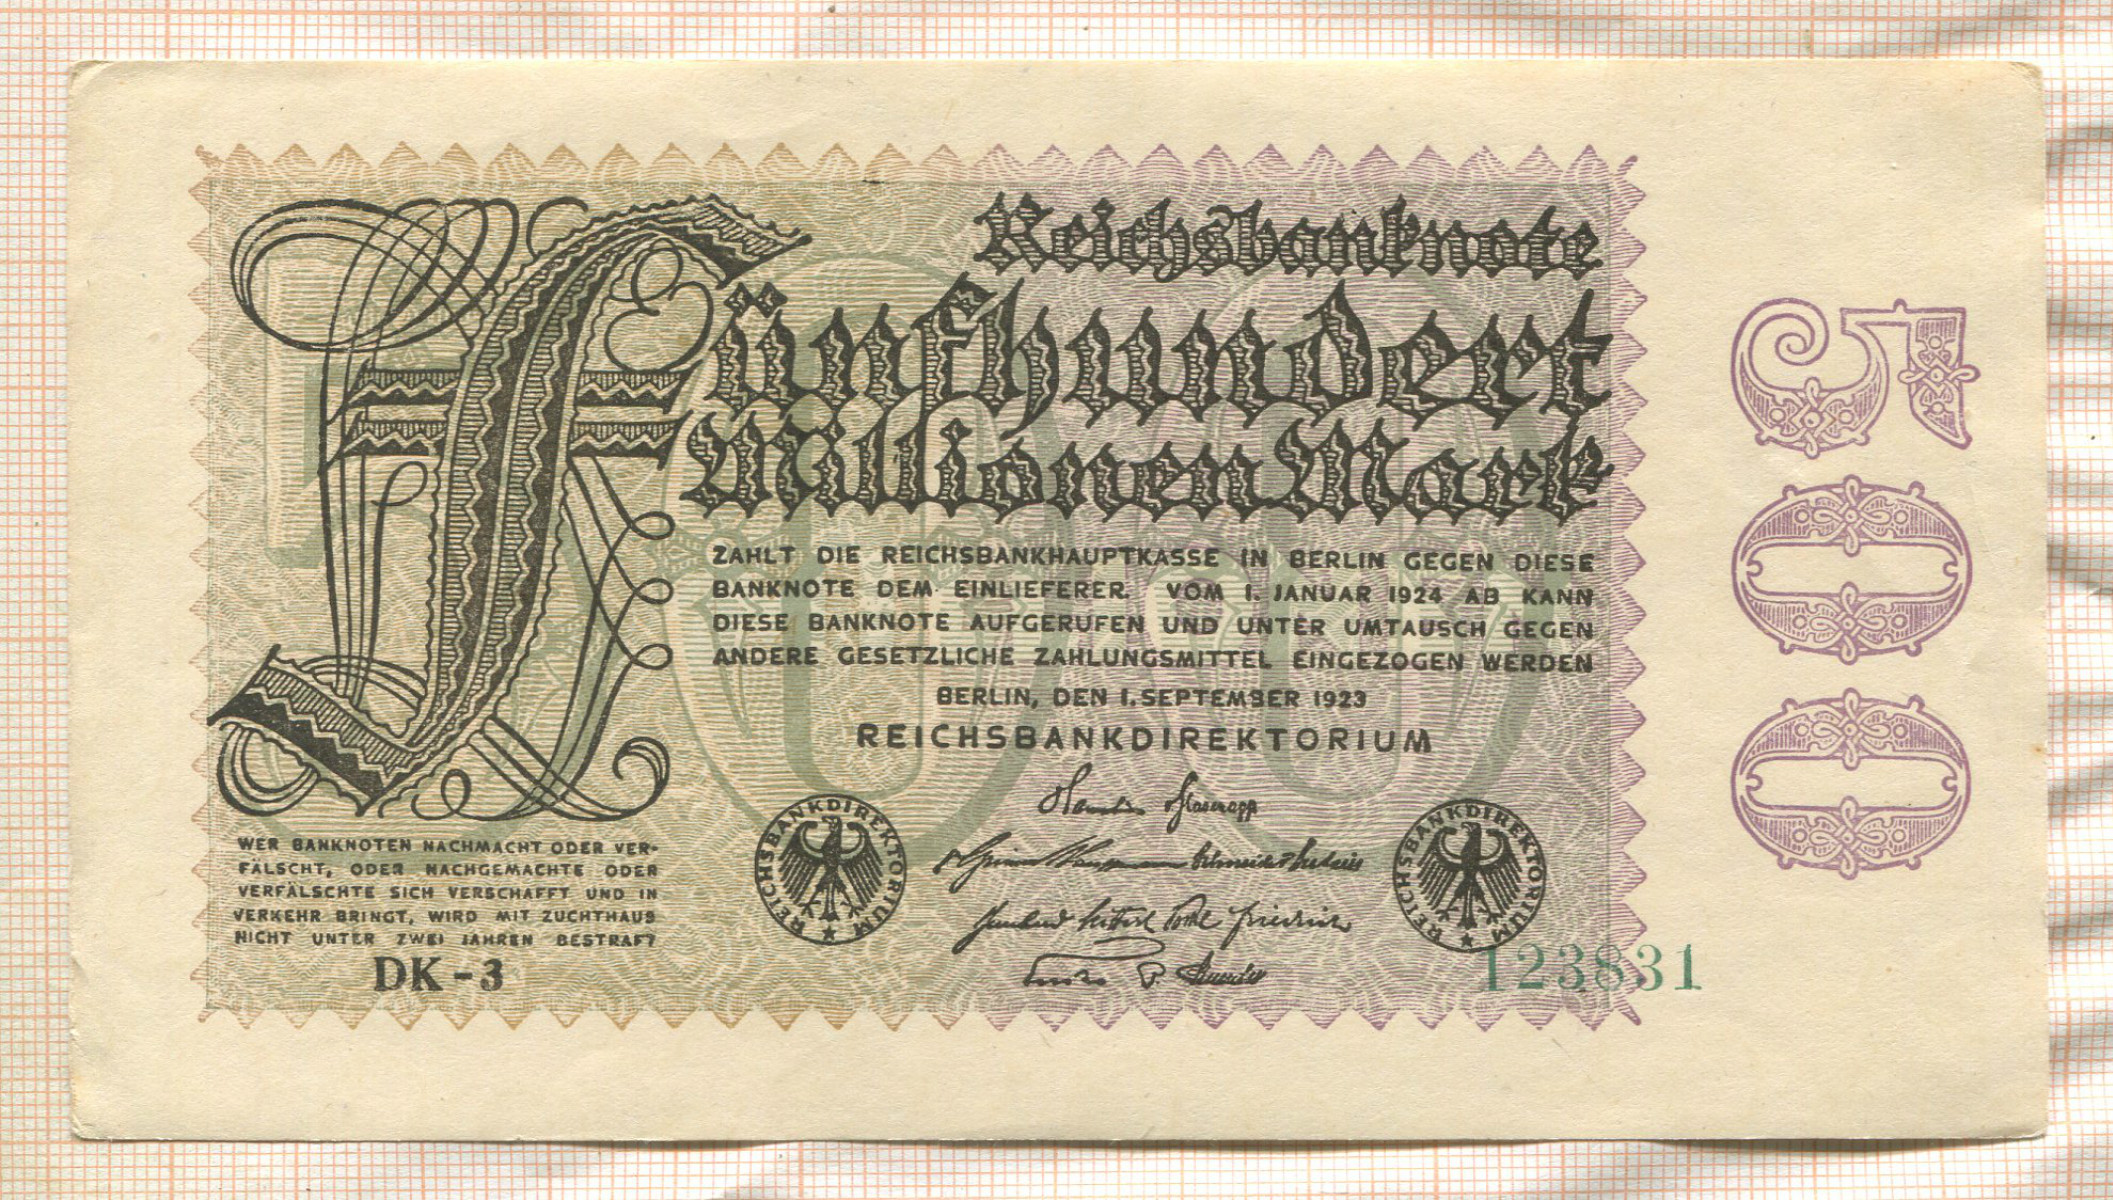 Reichsbanknote
Fünfhundert
Millionen Mark
ZAHLT DIE REICHSBANKHAUPTKASSE IN BERLIN GEGEN DIESE
BANKNOTE DEM EINLIEFERER. VOM 1. JANUAR 1924 AB KANN
DIESE BANKNOTE AUFGERUFEN UND UNTER UMTAUSCH GEGEN
ANDERE GESETZLICHE ZAHLUNGSMITTEL EINGEZOGEN WERDEN
BERLIN, DEN 1. SEPTEMBER 1923
REICHSBANKDIREKTORIUM
REICHSBANKDIREKTORIUM
REICHSBANKDIREKTORIUM
WER BANKNOTEN NACHMACHT ODER VER-
FÄLSCHT, ODER NACHGEMACHTE ODER
VERFÄLSCHTE SICH VERSCHAFFT UND IN
VERKEHR BRINGT, WIRD MIT ZUCHTHAUS
NICHT UNTER ZWEI JAHREN BESTRAFT
DK-3
123831
500